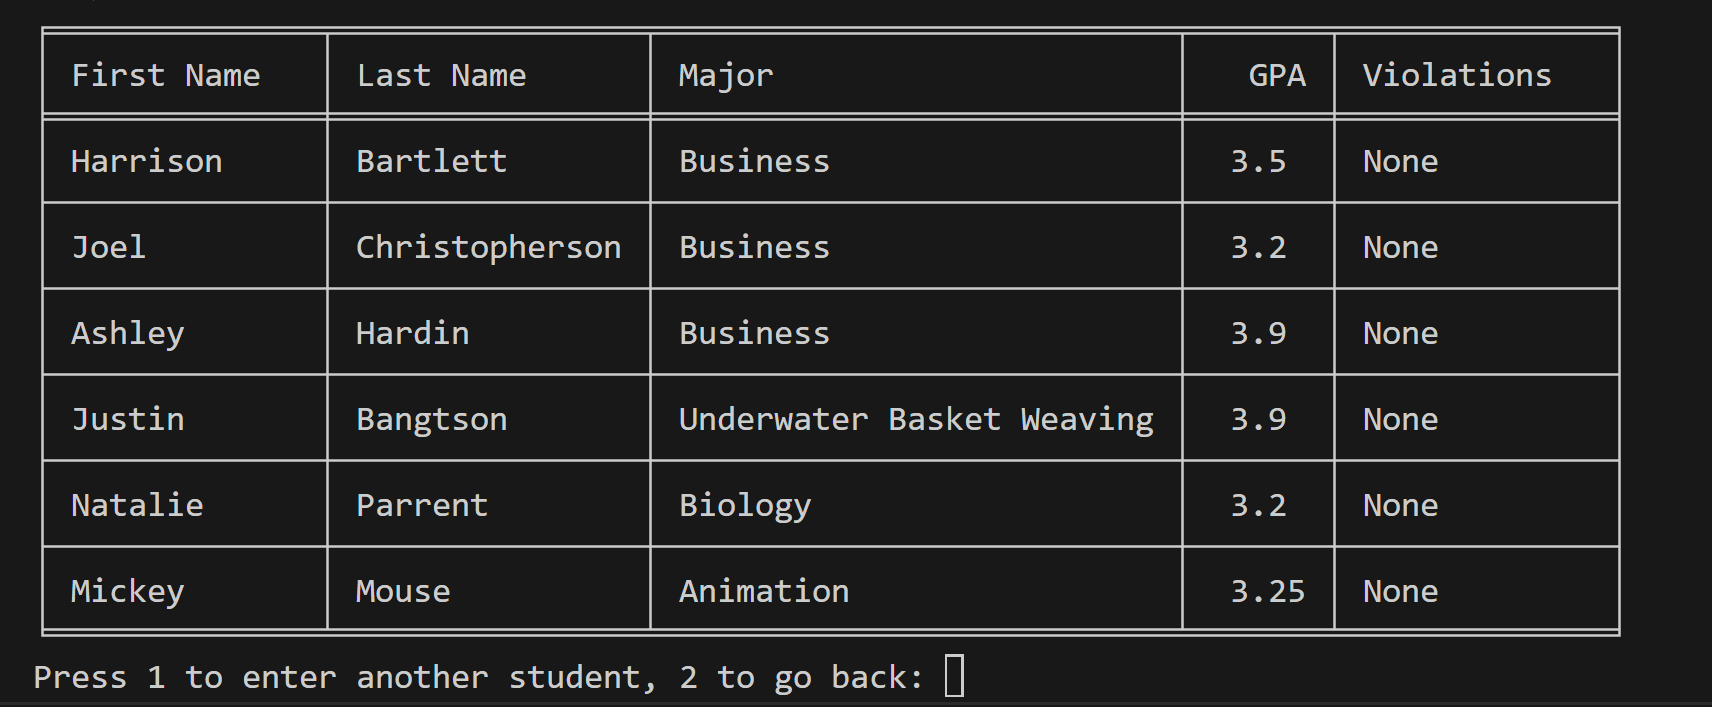 First Name Last Name Major GPA Violations
Harrison Bartlett Business 3.5 None
Joel Christopherson Business 3.2 None
Ashley Hardin Business 3.9 None
Justin Bangtson Underwater Basket Weaving 3.9 None
Natalie Parrent Biology 3.2 None
Mickey Mouse Animation 3.25 None
Press 1 to enter another student, 2 to go back: